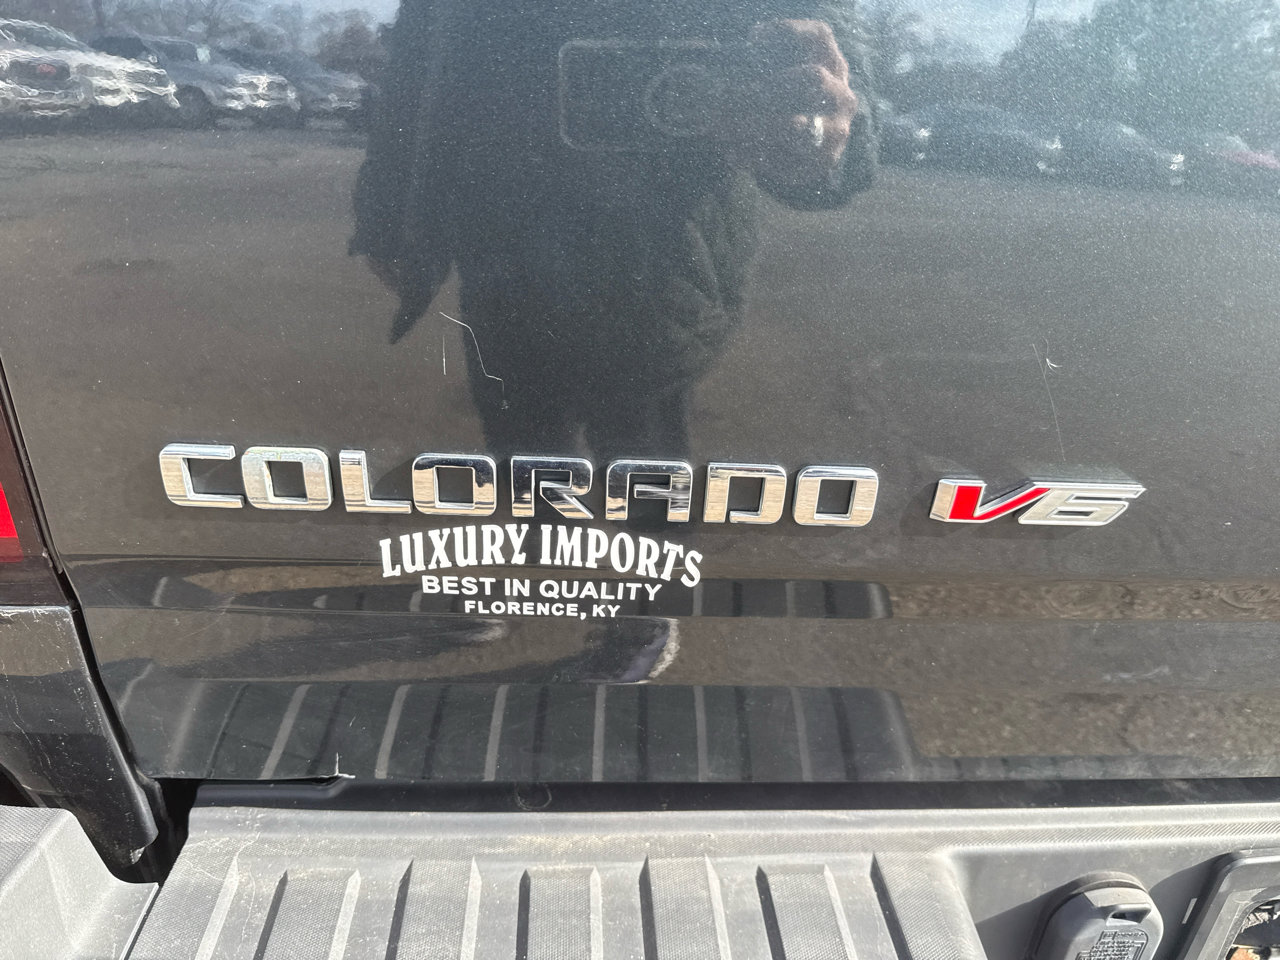 COLORADO V6
LUXURY IMPORTS
BEST IN QUALITY
FLORENCE, KY